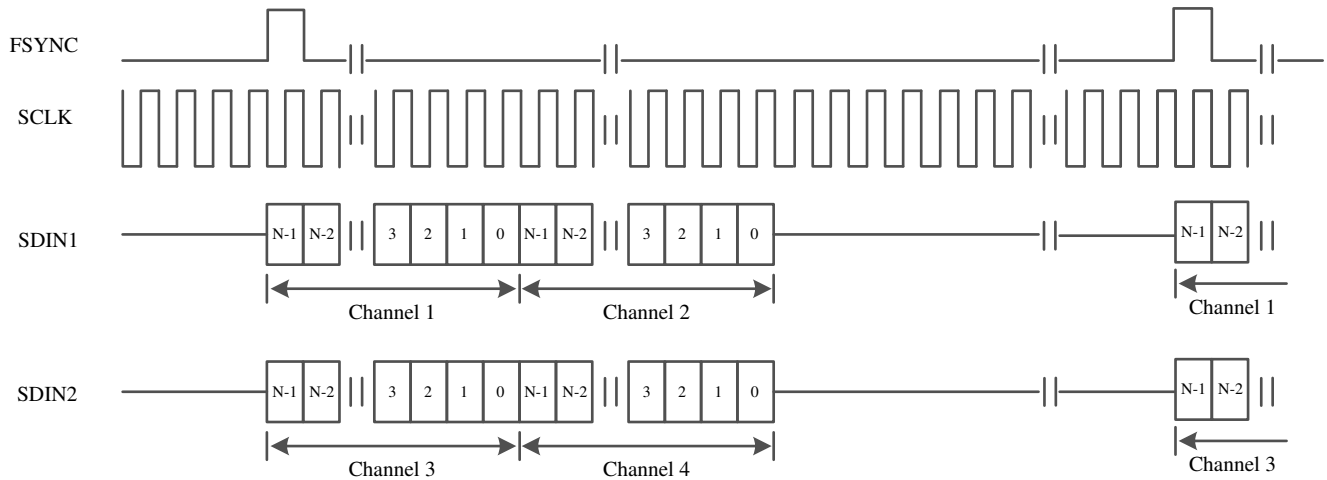 FSYNC
SCLK
SDIN1
N-1 N-2 3 2 1 0 N-1 N-2 3 2 1 0 N-1 N-2
Channel 1 Channel 2 Channel 1
SDIN2
N-1 N-2 3 2 1 0 N-1 N-2 3 2 1 0 N-1 N-2
Channel 3 Channel 4 Channel 3